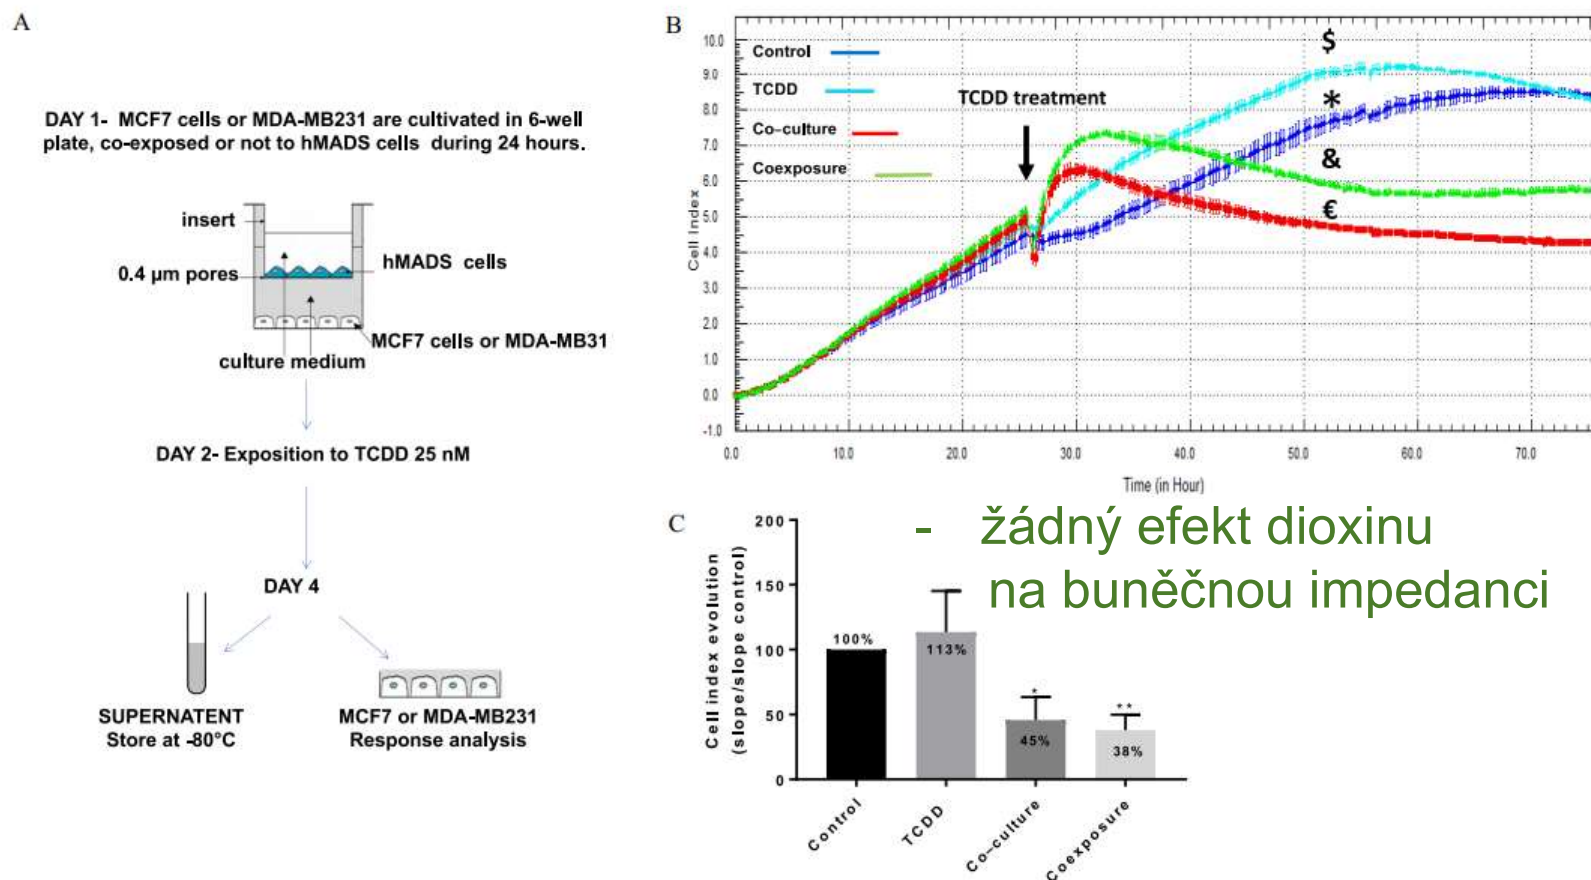 A
DAY 1- MCF7 cells or MDA-MB231 are cultivated in 6-well
plate, co-exposed or not to hMADS cells during 24 hours.
insert
0.4 µm pores
hMADS cells
MCF7 cells or MDA-MB31
culture medium
DAY 2- Exposition to TCDD 25 nM
DAY 4
SUPERNATENT
Store at -80°C
MCF7 or MDA-MB231
Response analysis
B
Control
TCDD
Co-culture
Coexposure
TCDD treatment
$
*
&
€
Cell Index
10.0
9.0
8.0
7.0
6.0
5.0
4.0
3.0
2.0
1.0
0.0
-1.0
0.0 10.0 20.0 30.0 40.0 50.0 60.0 70.0
Time (in Hour)
- žádný efekt dioxinu
na buněčnou impedanci
C
Cell index evolution
(slope/slope control)
200
150
100
50
0
100%
113%
*
45%
**
38%
Control
TCDD
Co-culture
Coexposure